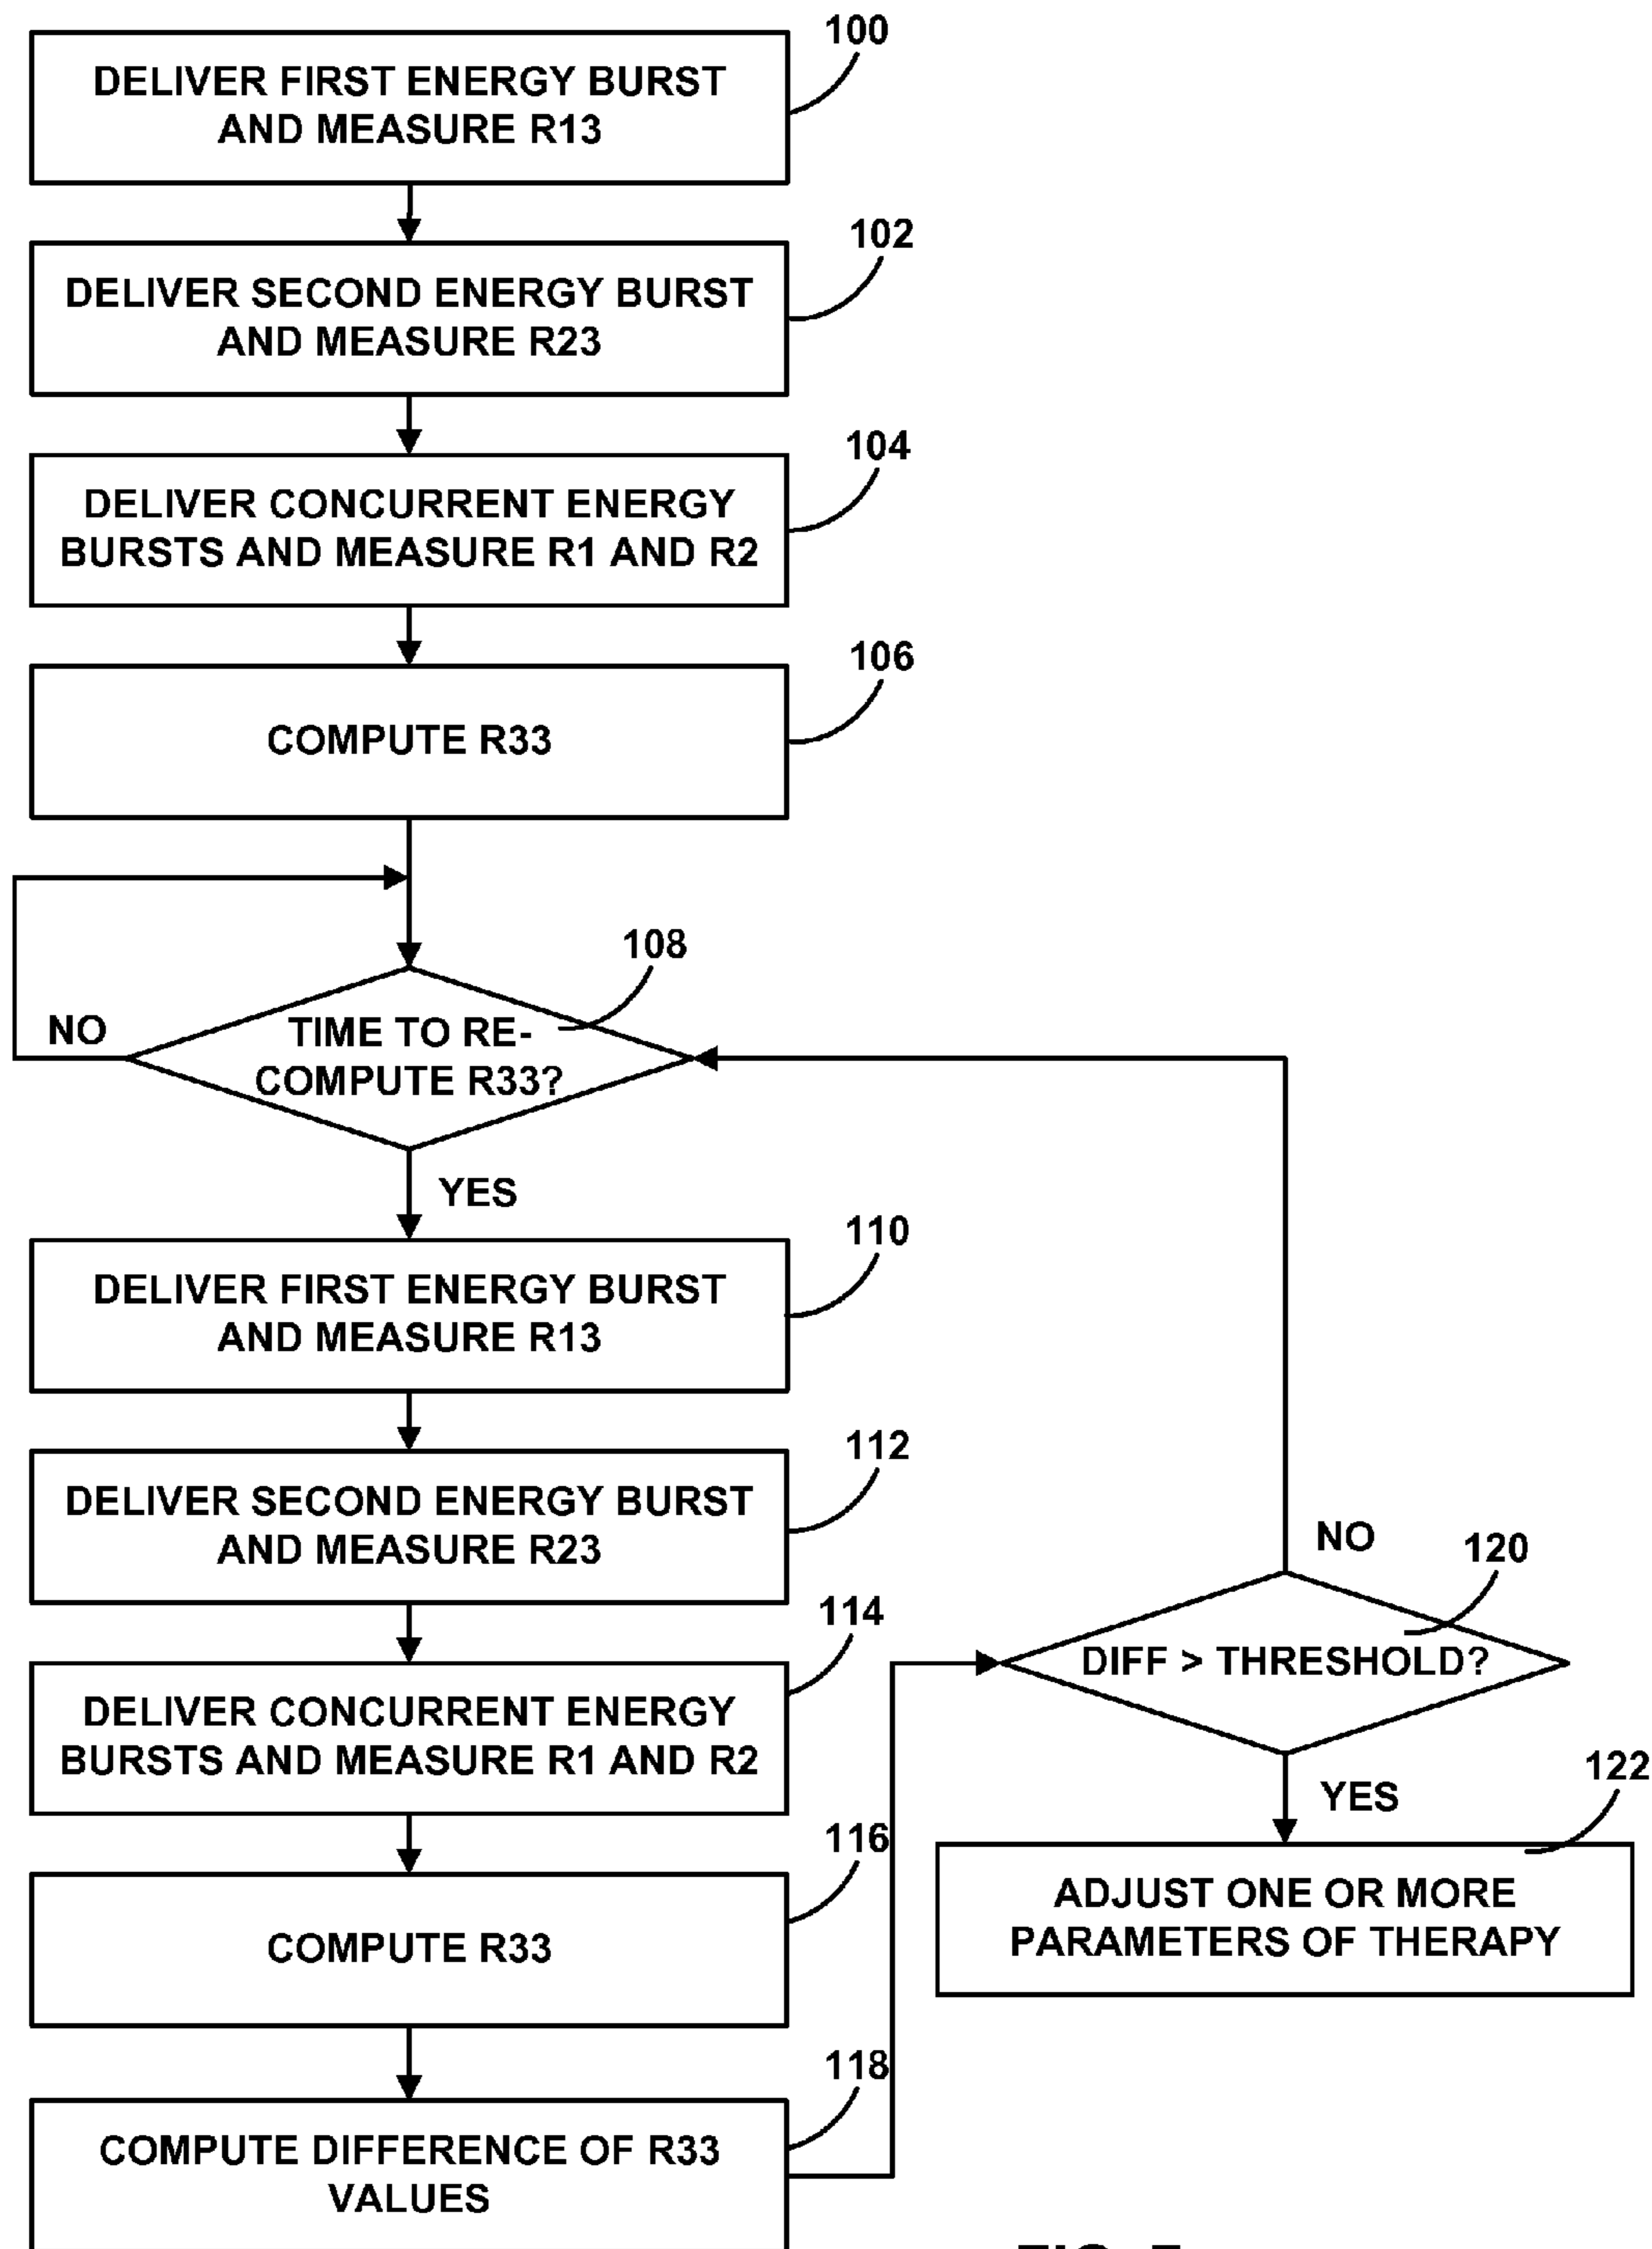 100
DELIVER FIRST ENERGY BURST
AND MEASURE R13
102
DELIVER SECOND ENERGY BURST
AND MEASURE R23
104
DELIVER CONCURRENT ENERGY
BURSTS AND MEASURE R1 AND R2
106
COMPUTE R33
108
NO
TIME TO RE-
COMPUTE R33?
YES
110
DELIVER FIRST ENERGY BURST
AND MEASURE R13
112
DELIVER SECOND ENERGY BURST
AND MEASURE R23
114
DELIVER CONCURRENT ENERGY
BURSTS AND MEASURE R1 AND R2
116
COMPUTE R33
118
COMPUTE DIFFERENCE OF R33
VALUES
NO
120
DIFF > THRESHOLD?
YES
122
ADJUST ONE OR MORE
PARAMETERS OF THERAPY